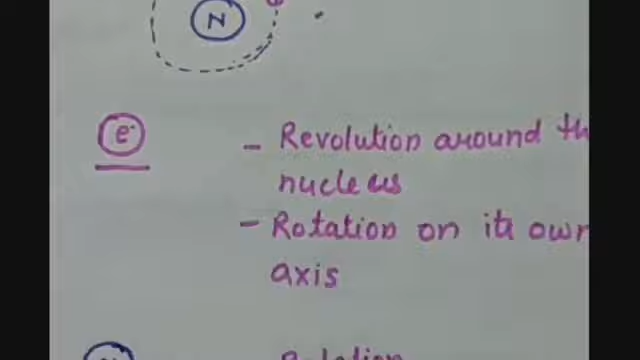 N
e-
- Revolution around th
nucleus
- Rotation on its own
axis